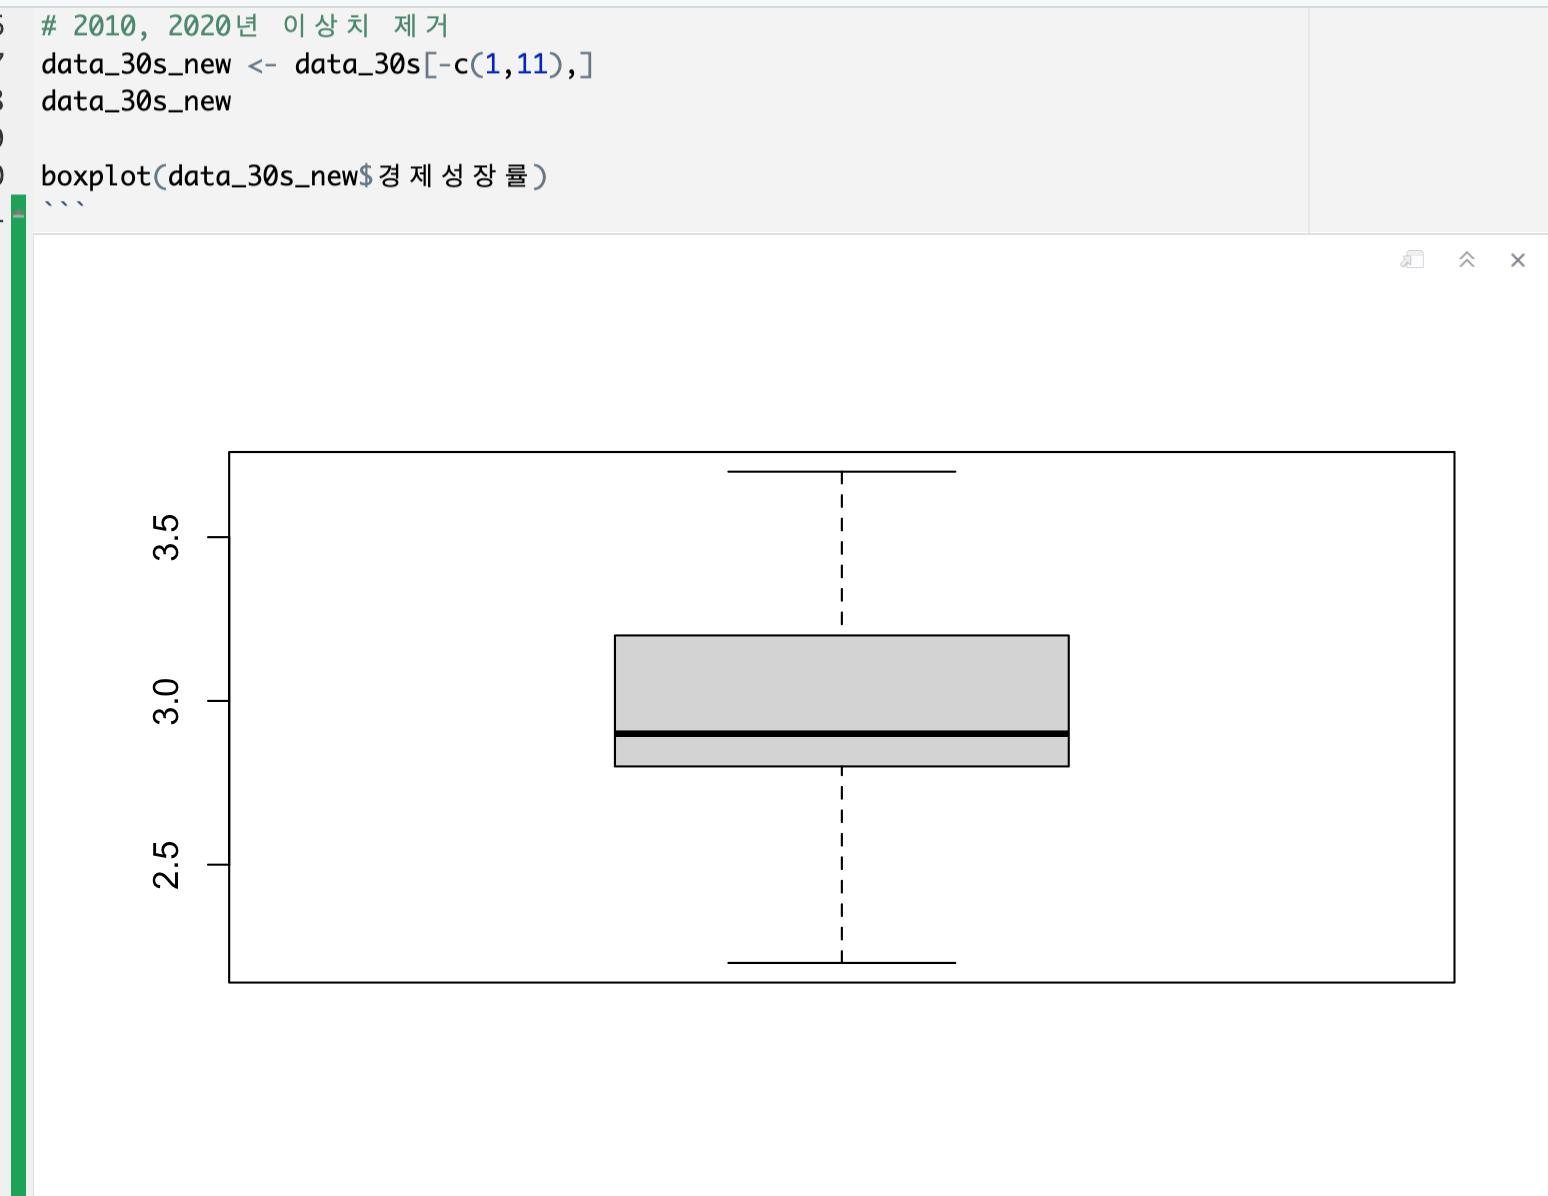 # 2010, 2020년 이상치 제거
data_30s_new <- data_30s[-c(1,11),]
data_30s_new
boxplot(data_30s_new$경제성장률)
```
3.5
3.0
2.5